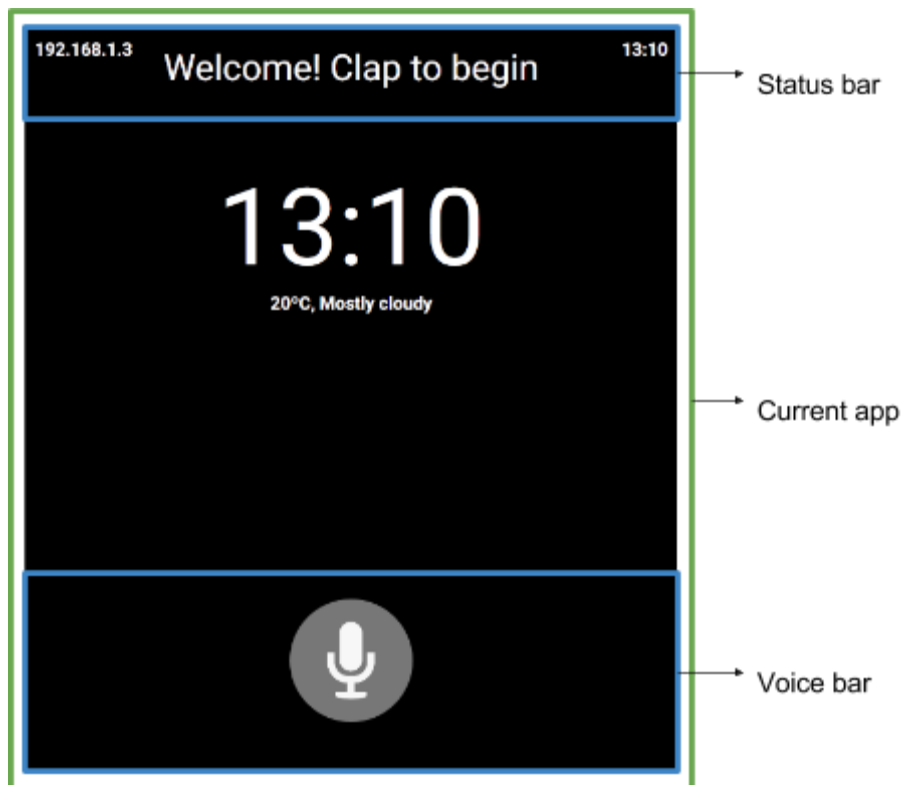 192.168.1.3
Welcome! Clap to begin
13:10
Status bar
13:10
20ºC, Mostly cloudy
Current app
Voice bar